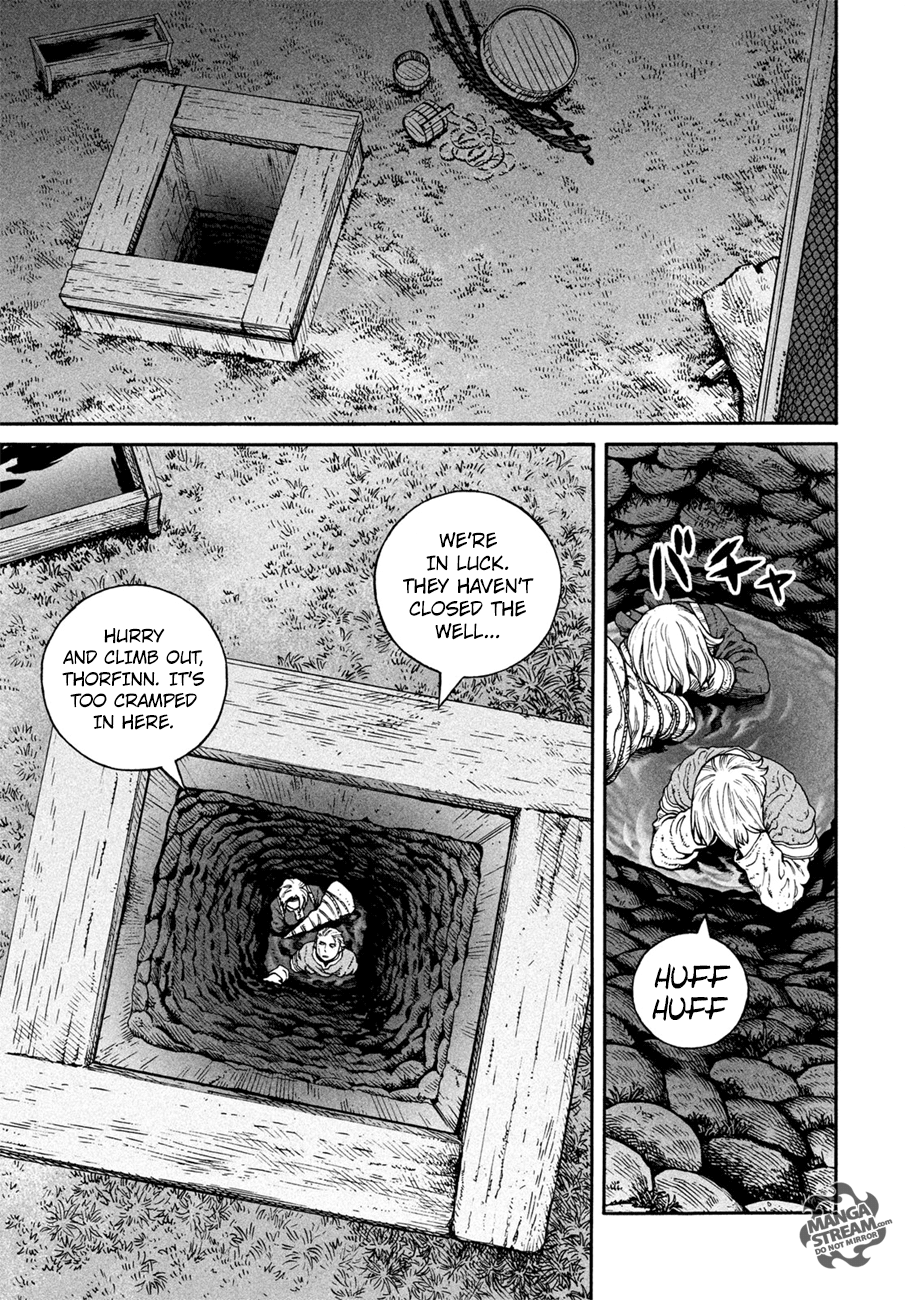 バチャ
HUFF
HUFF
WE'RE
IN LUCK.
THEY HAVEN'T
CLOSED THE
WELL...
HURRY
AND CLIMB OUT,
THORFINN. IT'S
TOO CRAMPED
IN HERE.
MANGA
STREAM.com
DO NOT MIRROR!